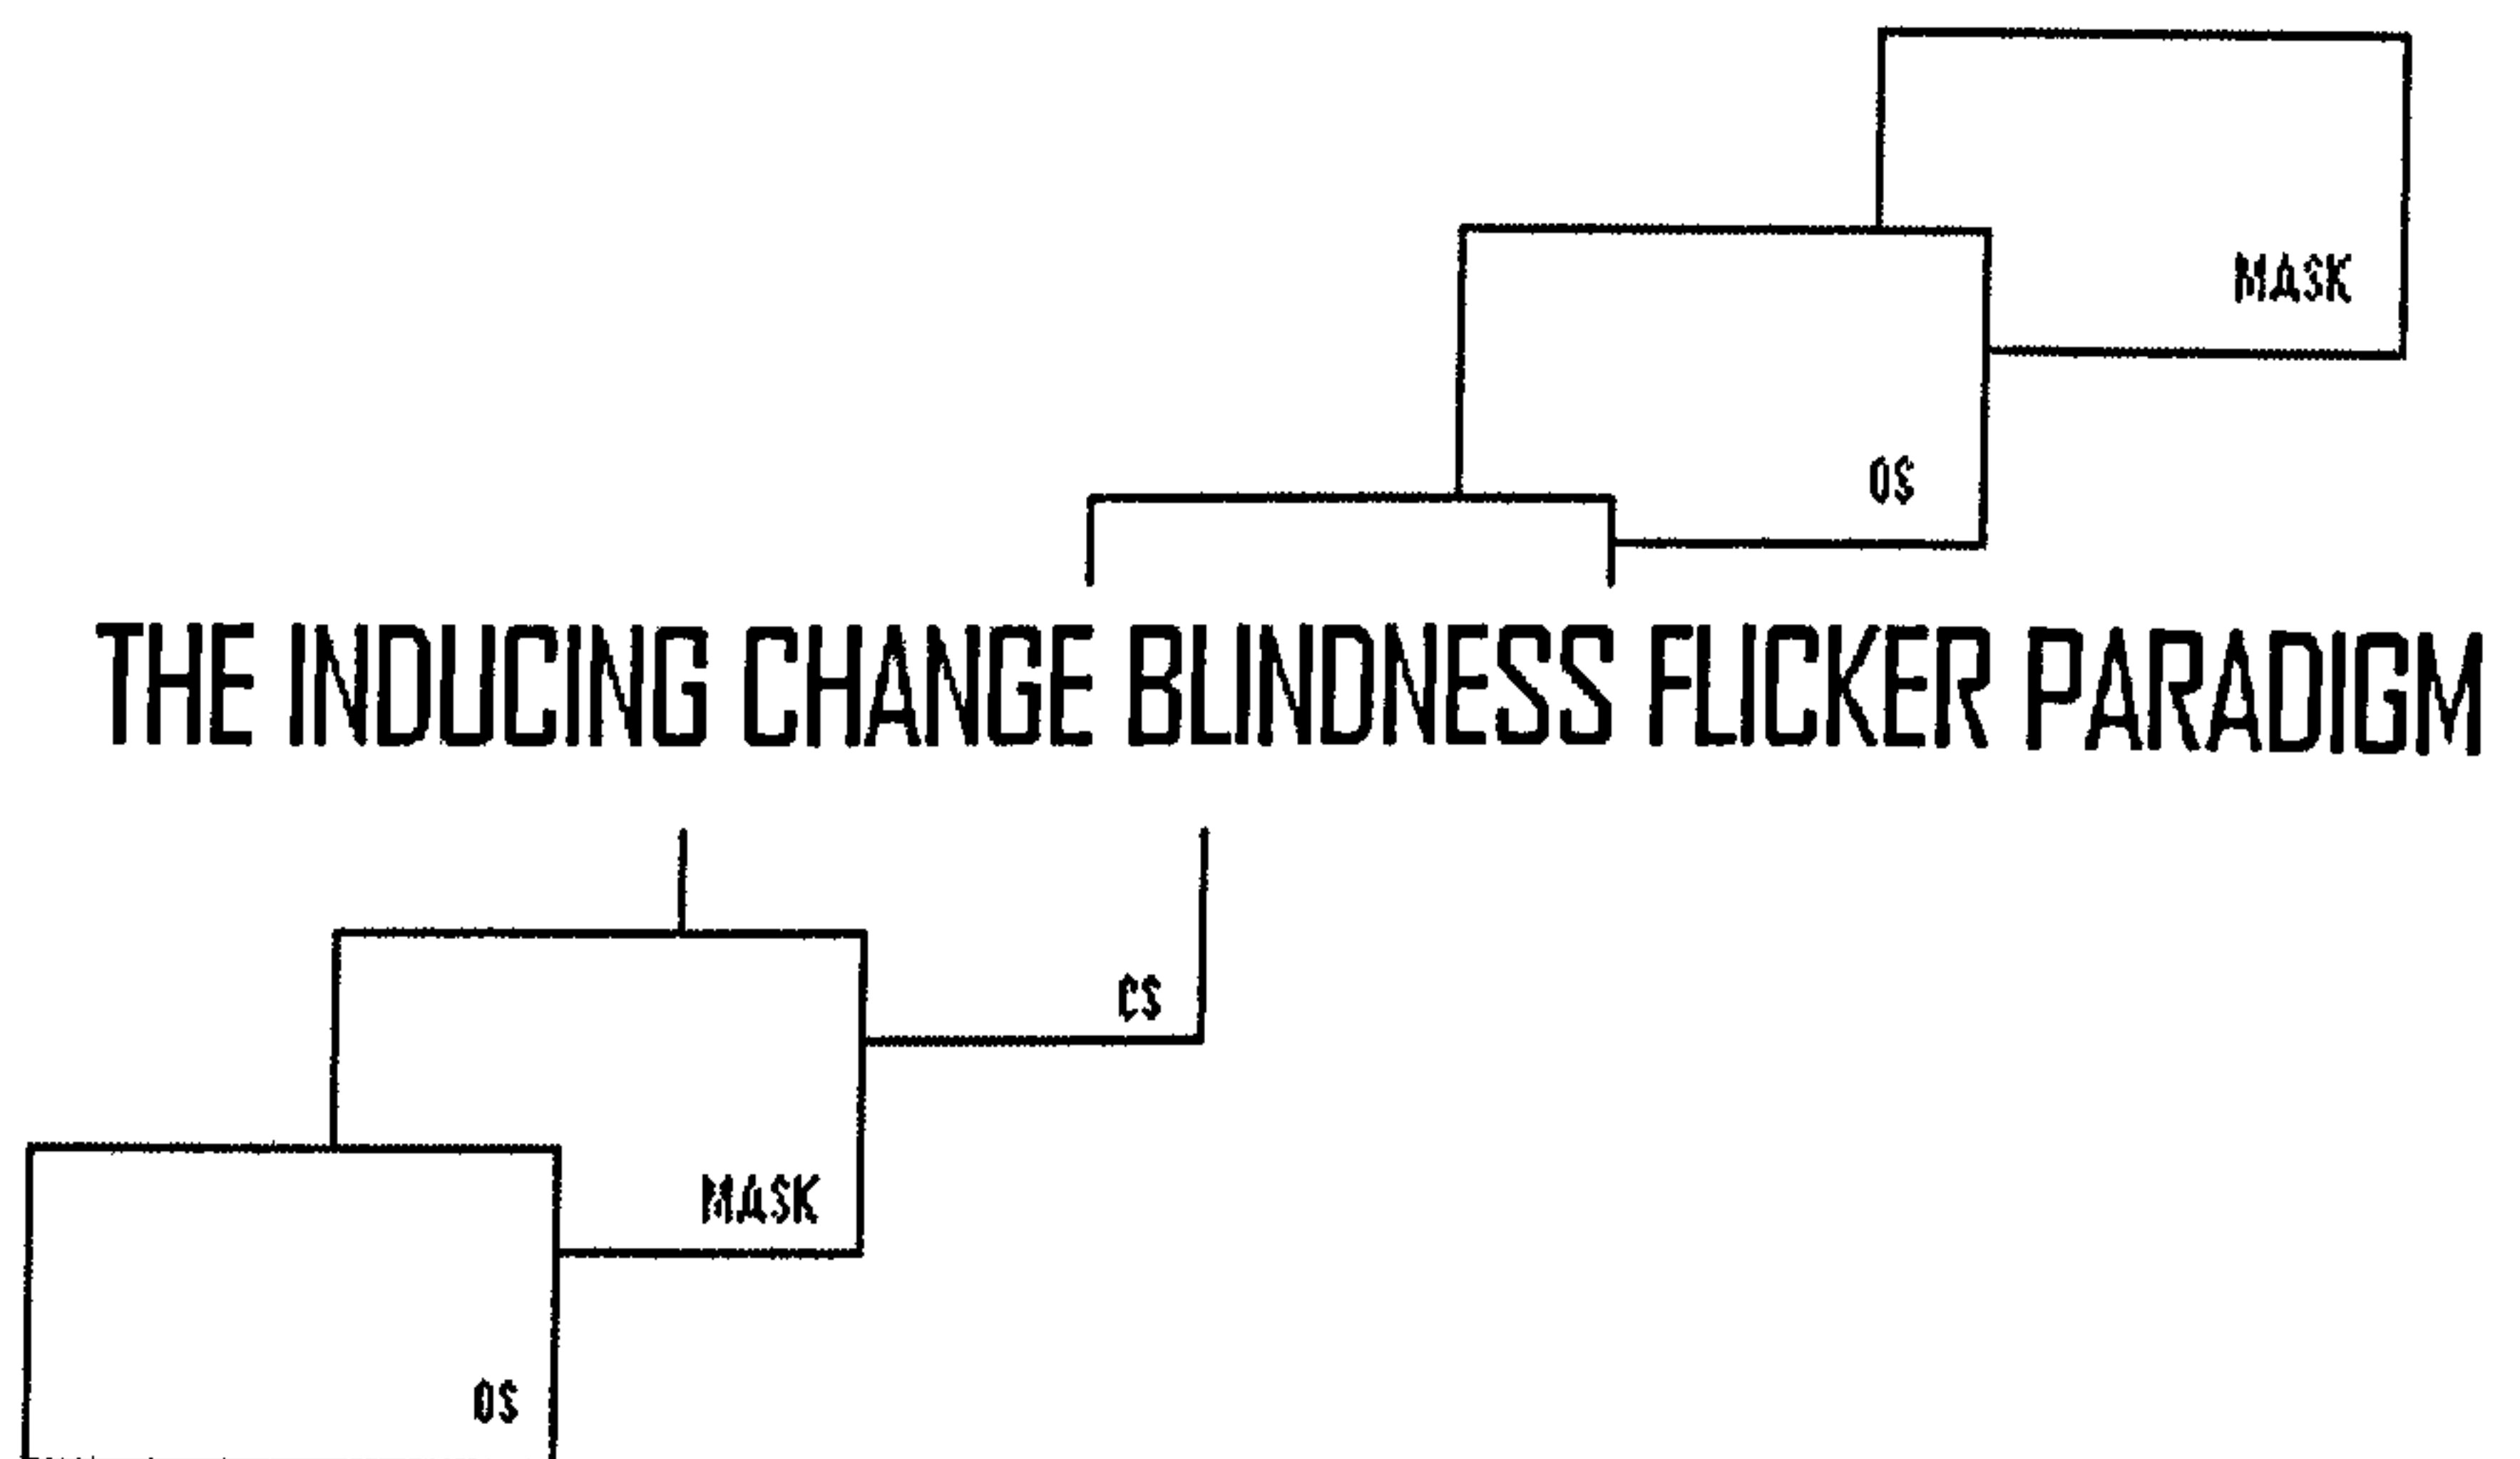 MASK
OS
THE INDUCING CHANGE BLINDNESS FLICKER PARADIGM
CS
MASK
OS